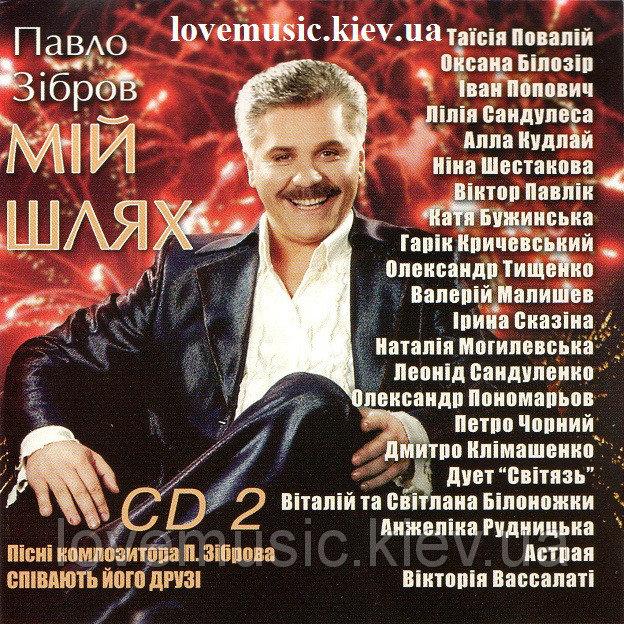 lovemusic.kiev.ua
Павло
Зібров
МІЙ
ШЛЯХ
Таїсія Повалій
Оксана Білозір
Іван Попович
Лілія Сандулеса
Алла Кудлай
Ніна Шестакова
Віктор Павлік
Катя Бужинська
Гарік Кричевський
Олександр Тищенко
Валерій Малишев
Ірина Сказіна
Наталія Могилевська
Леонід Сандуленко
Олександр Пономарьов
Петро Чорний
Дмитро Клімашенко
Дует “Світязь”
Віталій та Світлана Білоножки
Анжеліка Рудницька
Астрая
Вікторія Вассалаті
CD 2
Пісні композитора П. Зіброва
СПІВАЮТЬ ЙОГО ДРУЗІ
lovemusic.kiev.ua